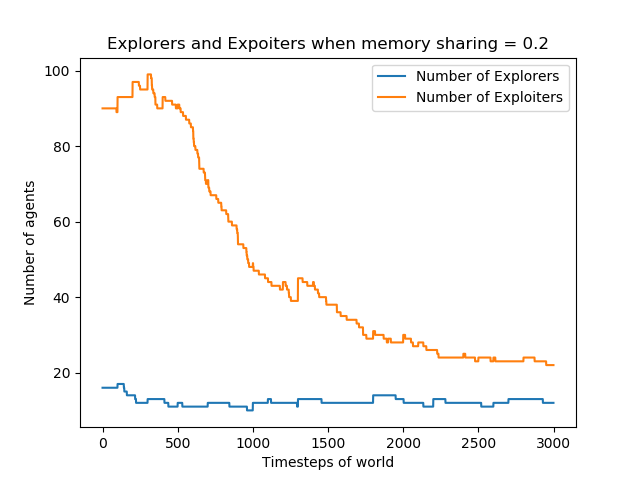 Explorers and Expoiters when memory sharing = 0.2
Number of Explorers
Number of Exploiters
100
80
60
40
20
Number of agents
0 500 1000 1500 2000 2500 3000
Timesteps of world